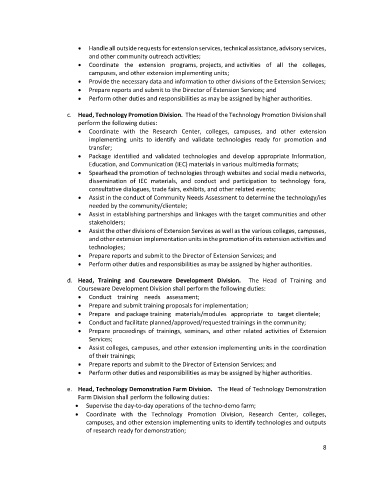 • Handle all outside requests for extension services, technical assistance, advisory services,
and other community outreach activities;
• Coordinate the extension programs, projects, and activities of all the colleges,
campuses, and other extension implementing units;
• Provide the necessary data and information to other divisions of the Extension Services;
• Prepare reports and submit to the Director of Extension Services; and
• Perform other duties and responsibilities as may be assigned by higher authorities.
c. Head, Technology Promotion Division. The Head of the Technology Promotion Division shall
perform the following duties:
• Coordinate with the Research Center, colleges, campuses, and other extension
implementing units to identify and validate technologies ready for promotion and
transfer;
• Package identified and validated technologies and develop appropriate Information,
Education, and Communication (IEC) materials in various multimedia formats;
• Spearhead the promotion of technologies through websites and social media networks,
dissemination of IEC materials, and conduct and participation to technology fora,
consultative dialogues, trade fairs, exhibits, and other related events;
• Assist in the conduct of Community Needs Assessment to determine the technology/ies
needed by the community/clientele;
• Assist in establishing partnerships and linkages with the target communities and other
stakeholders;
• Assist the other divisions of Extension Services as well as the various colleges, campuses,
and other extension implementation units in the promotion of its extension activities and
technologies;
• Prepare reports and submit to the Director of Extension Services; and
• Perform other duties and responsibilities as may be assigned by higher authorities.
d. Head, Training and Courseware Development Division. The Head of Training and
Courseware Development Division shall perform the following duties:
• Conduct training needs assessment;
• Prepare and submit training proposals for implementation;
• Prepare and package training materials/modules appropriate to target clientele;
• Conduct and facilitate planned/approved/requested trainings in the community;
• Prepare proceedings of trainings, seminars, and other related activities of Extension
Services;
• Assist colleges, campuses, and other extension implementing units in the coordination
of their trainings;
• Prepare reports and submit to the Director of Extension Services; and
• Perform other duties and responsibilities as may be assigned by higher authorities.
e. Head, Technology Demonstration Farm Division. The Head of Technology Demonstration
Farm Division shall perform the following duties:
• Supervise the day-to-day operations of the techno-demo farm;
• Coordinate with the Technology Promotion Division, Research Center, colleges,
campuses, and other extension implementing units to identify technologies and outputs
of research ready for demonstration;
8